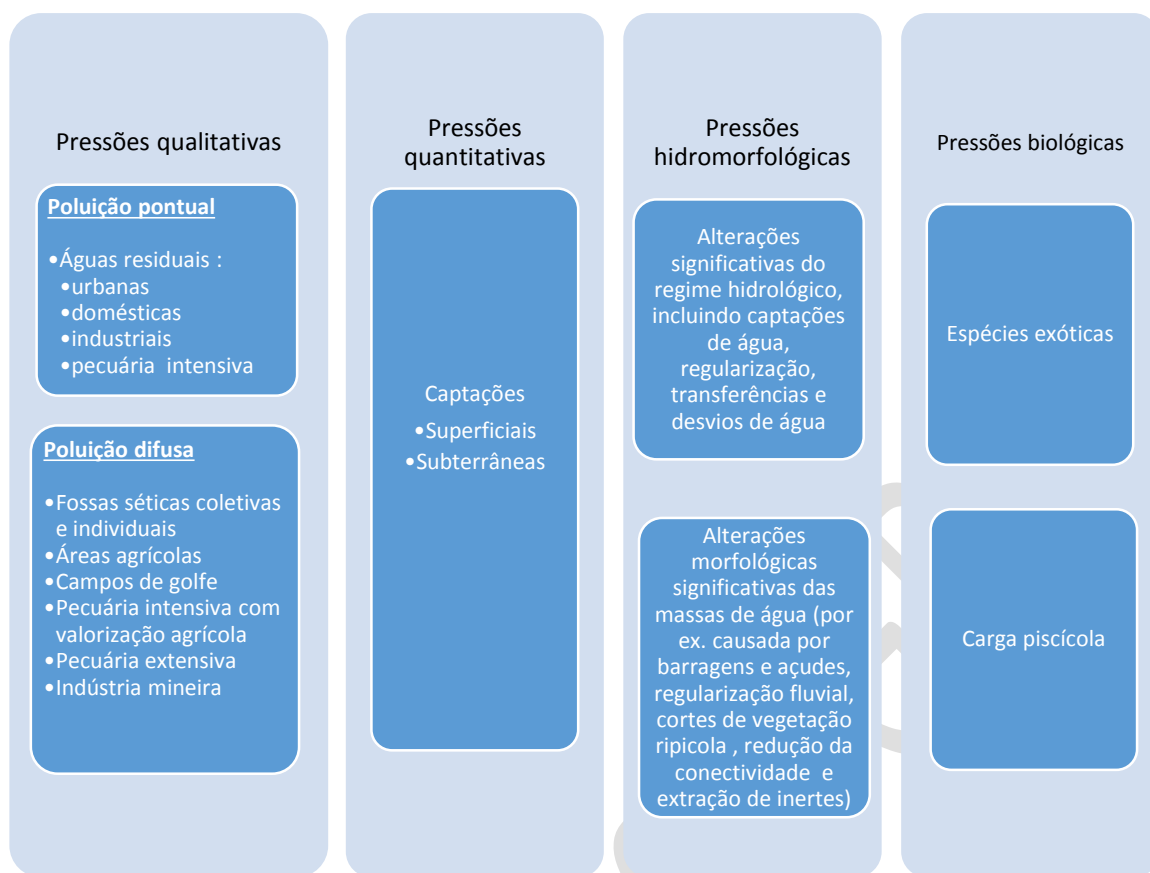 Pressões qualitativas
Poluição pontual
•Águas residuais :
•urbanas
•domésticas
•industriais
•pecuária intensiva
Poluição difusa
•Fossas séticas coletivas
e individuais
•Áreas agrícolas
•Campos de golfe
•Pecuária intensiva com
valorização agrícola
•Pecuária extensiva
•Indústria mineira
Pressões
quantitativas
Captações
•Superficiais
•Subterrâneas
Pressões
hidromorfológicas
Alterações
significativas do
regime hidrológico,
incluindo captações
de água,
regularização,
transferências e
desvios de água
Alterações
morfológicas
significativas das
massas de água (por
ex. causada por
barragens e açudes,
regularização fluvial,
cortes de vegetação
ripicola , redução da
conectividade e
extração de inertes)
Pressões biológicas
Espécies exóticas
Carga piscícola